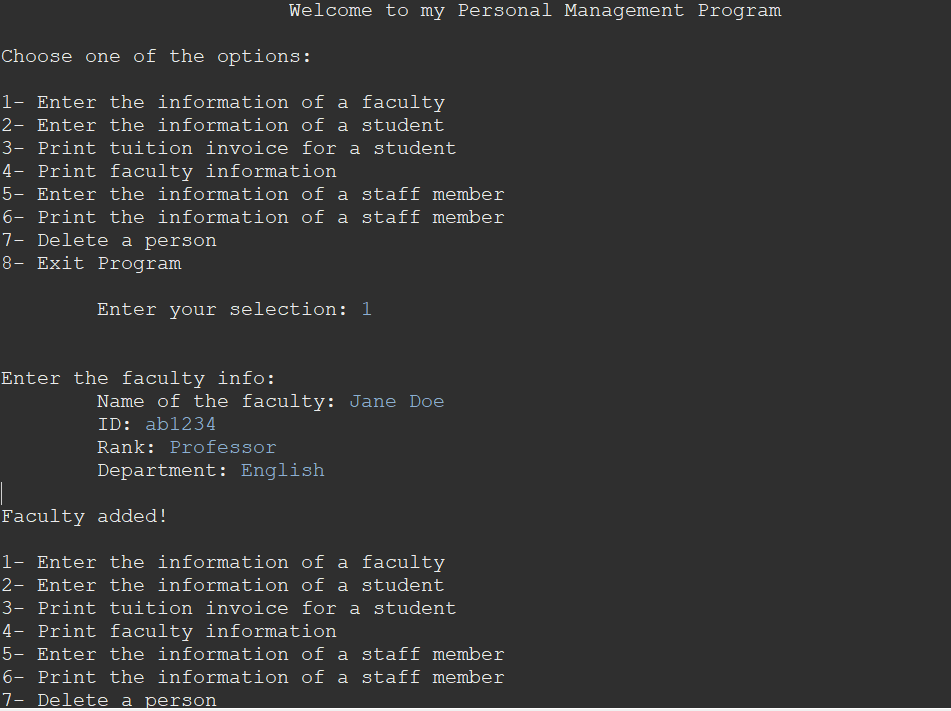 Welcome to my Personal Management Program
Choose one of the options:
1- Enter the information of a faculty
2- Enter the information of a student
3- Print tuition invoice for a student
4- Print faculty information
5- Enter the information of a staff member
6- Print the information of a staff member
7- Delete a person
8- Exit Program
Enter your selection: 1
Enter the faculty info:
Name of the faculty: Jane Doe
ID: ab1234
Rank: Professor
Department: English
Faculty added!
1- Enter the information of a faculty
2- Enter the information of a student
3- Print tuition invoice for a student
4- Print faculty information
5- Enter the information of a staff member
6- Print the information of a staff member
7- Delete a person